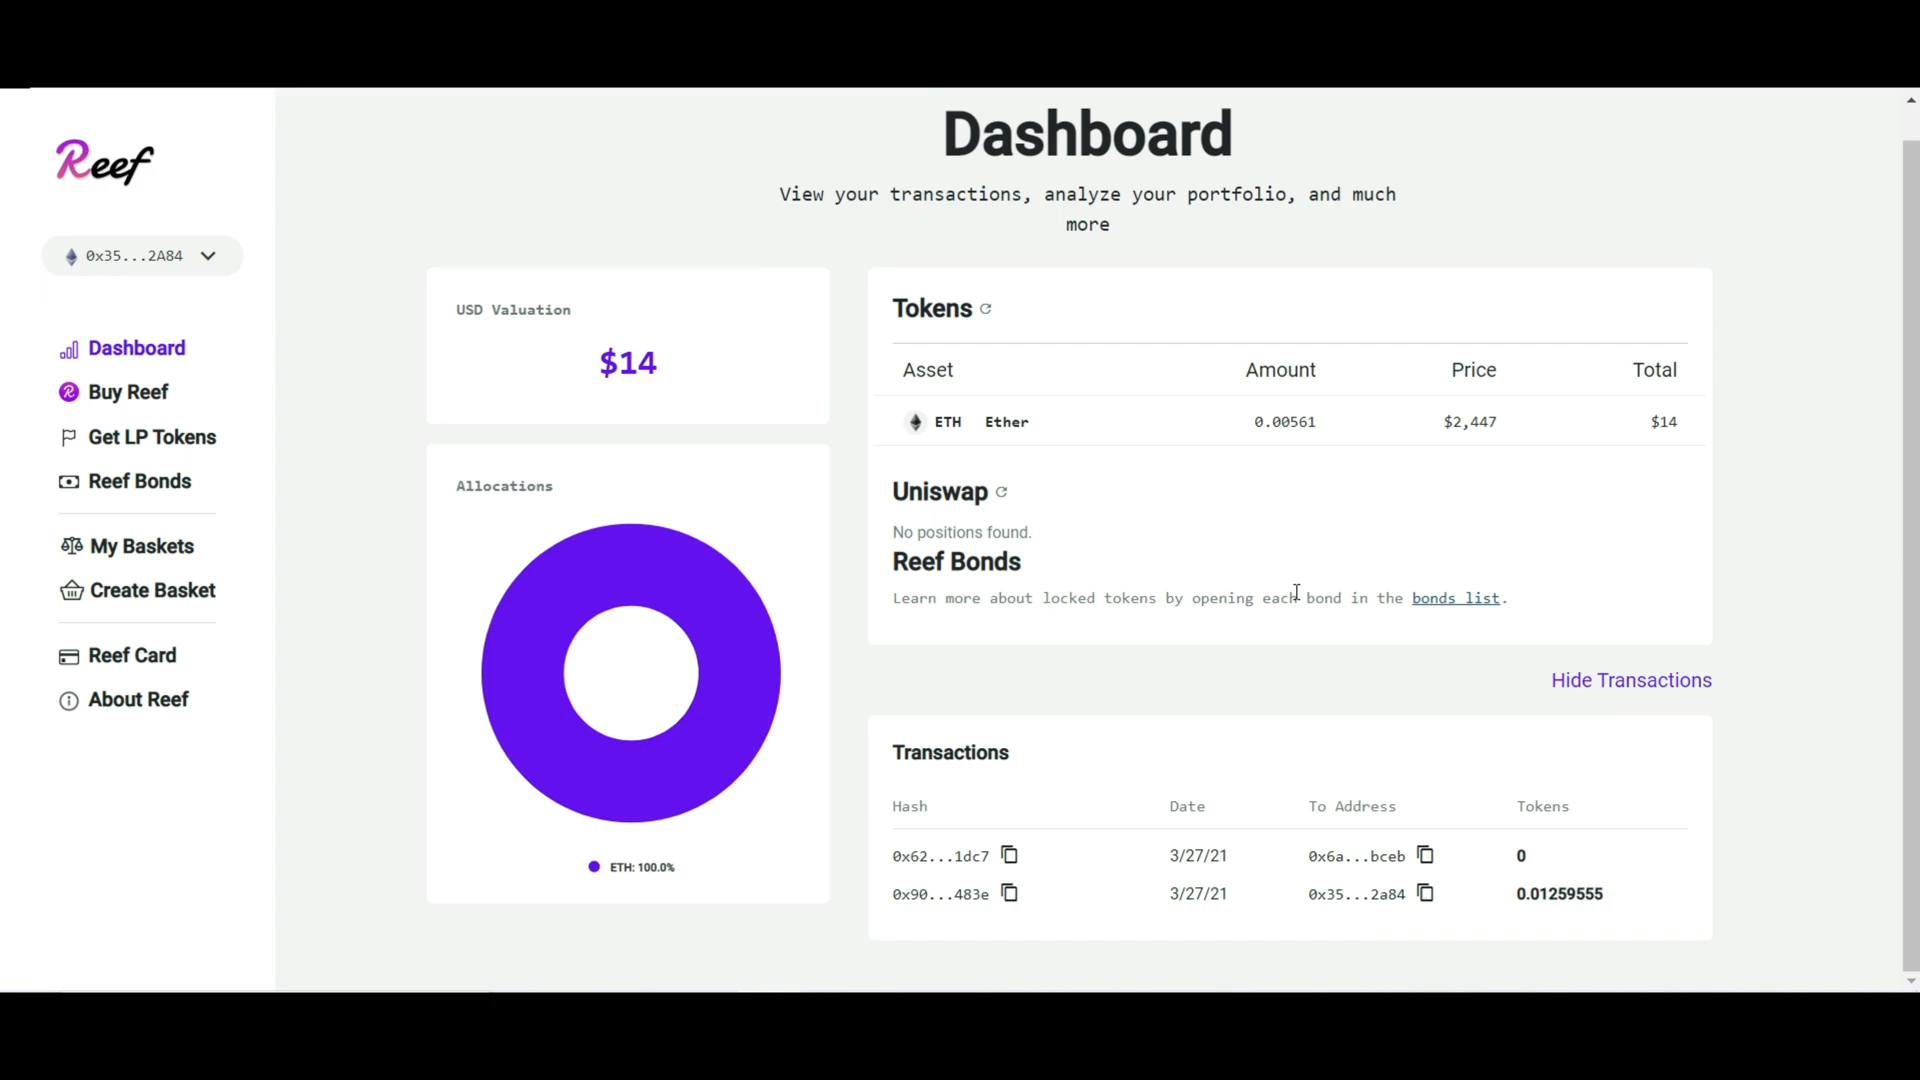 Reef
0x35...2A84
Dashboard
Buy Reef
Get LP Tokens
Reef Bonds
My Baskets
Create Basket
Reef Card
About Reef
Dashboard
View your transactions, analyze your portfolio, and much
more
USD Valuation
$14
Allocations
ETH: 100.0%
Tokens
Asset Amount Price Total
ETH Ether 0.00561 $2,447 $14
Uniswap
No positions found.
Reef Bonds
Learn more about locked tokens by opening each bond in the bonds list.
Hide Transactions
Transactions
Hash Date To Address Tokens
0x62...1dc7 3/27/21 0x6a...bceb 0
0x90...483e 3/27/21 0x35...2a84 0.01259555